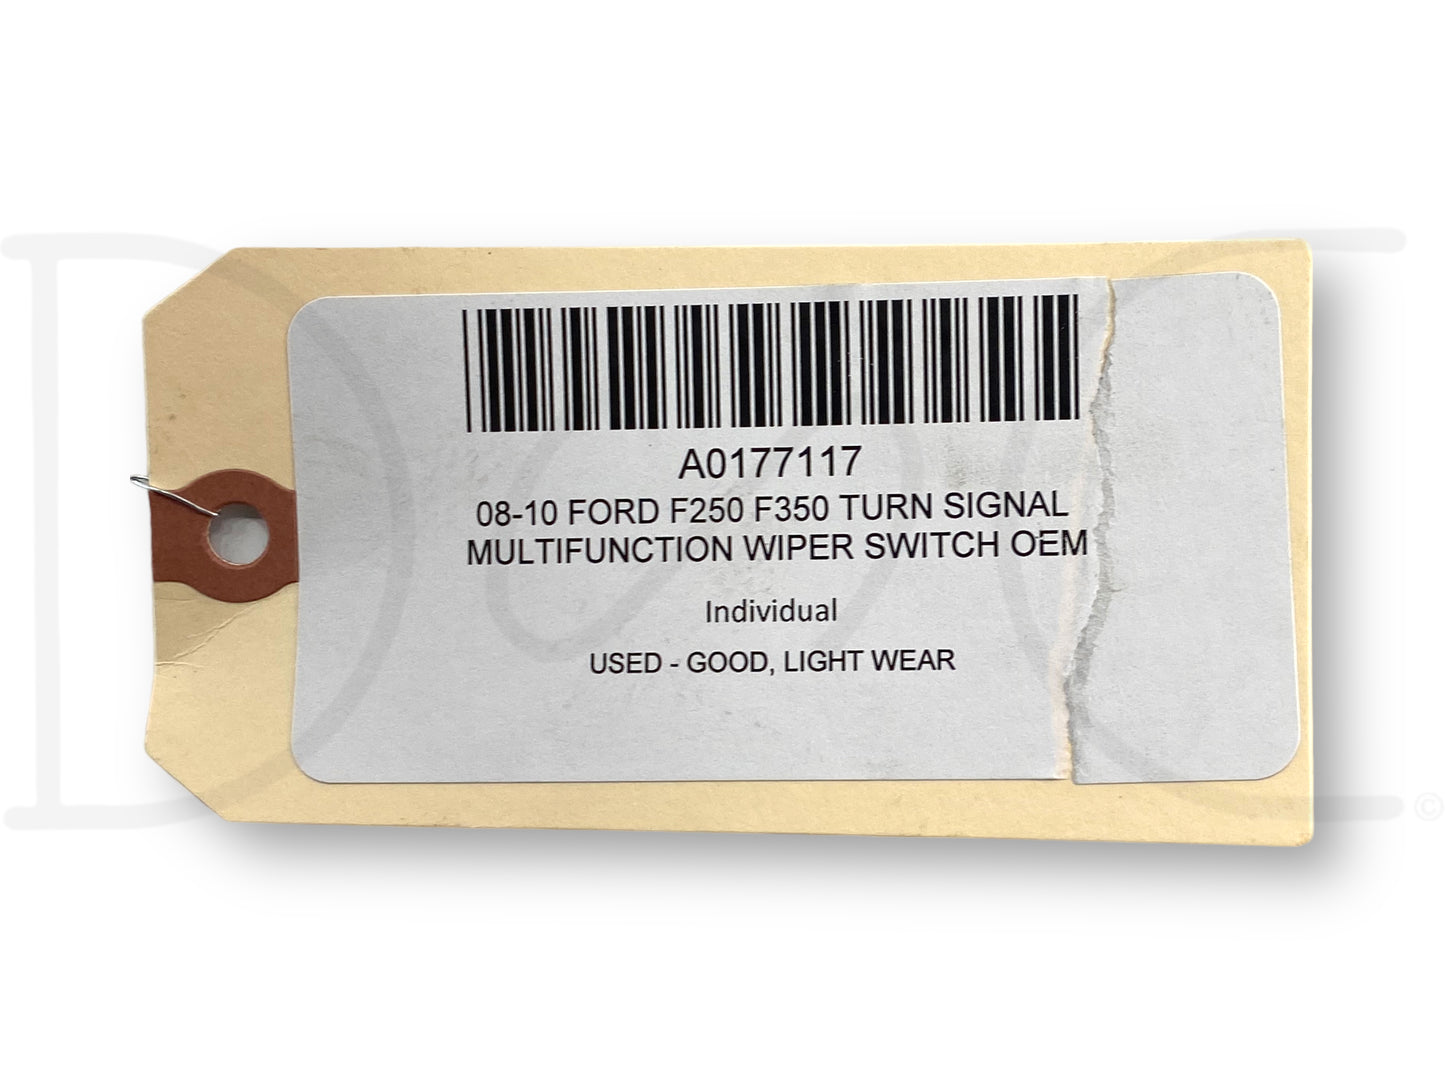 A0177117
08-10 FORD F250 F350 TURN SIGNAL
MULTIFUNCTION WIPER SWITCH OEM
Individual
USED - GOOD, LIGHT WEAR
©